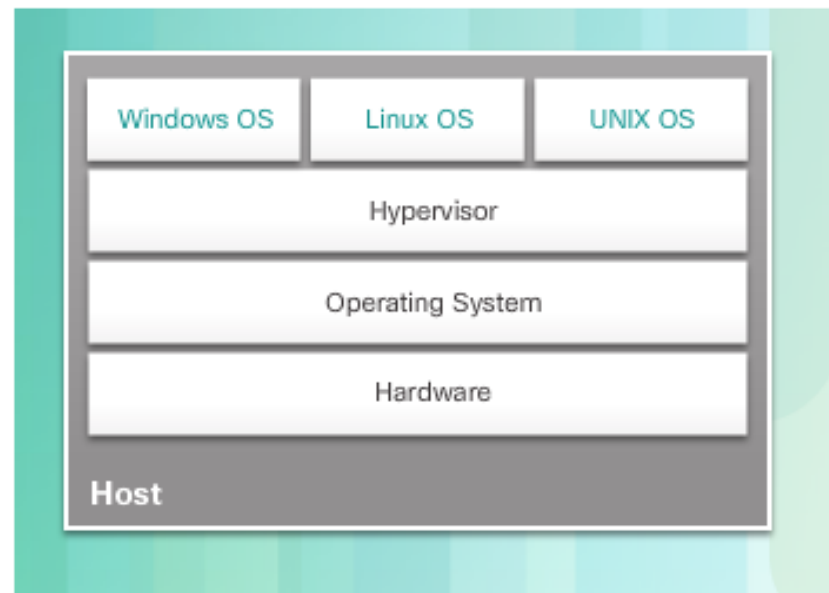 Windows OS
Linux OS
UNIX OS
Hypervisor
Operating System
Hardware
Host